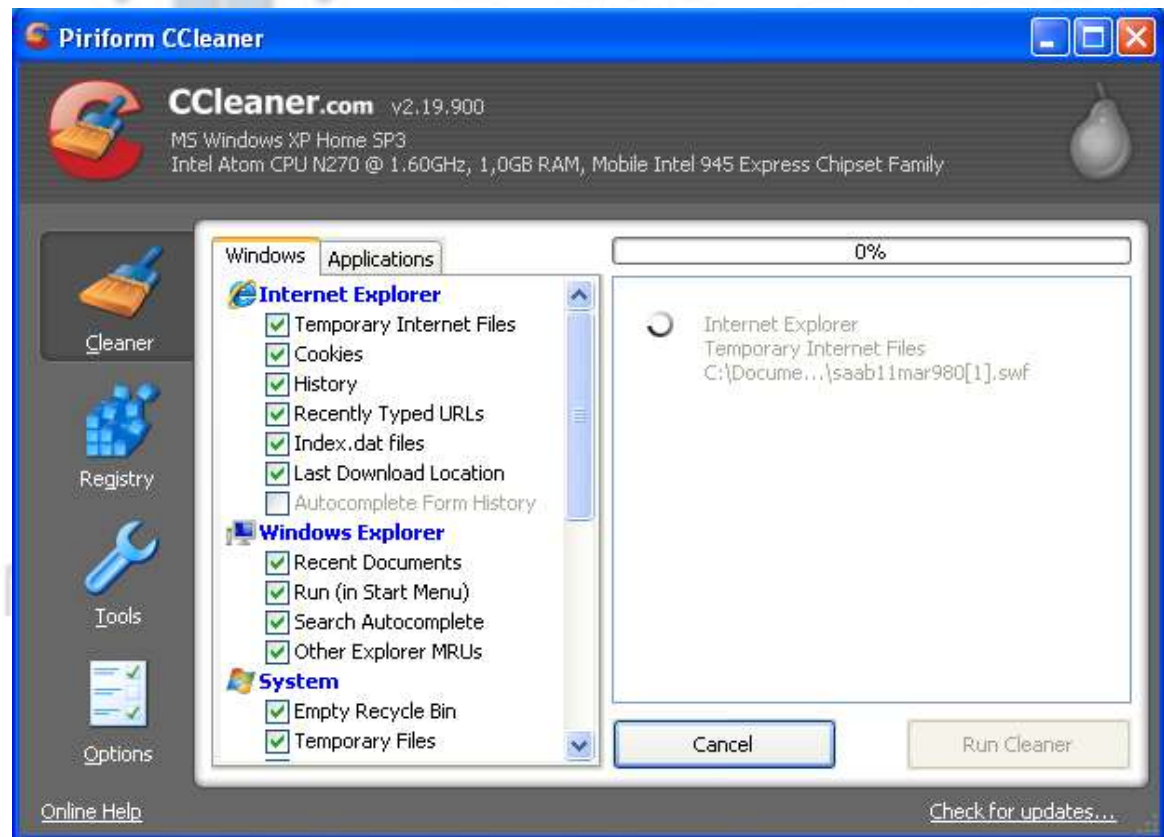 Piriform CCleaner
CCleaner.com v2.19.900
MS Windows XP Home SP3
Intel Atom CPU N270 @ 1.60GHz, 1,0GB RAM, Mobile Intel 945 Express Chipset Family
Cleaner
Registry
Tools
Options
Windows
Applications
Internet Explorer
Temporary Internet Files
Cookies
History
Recently Typed URLs
Index.dat files
Last Download Location
Autocomplete Form History
Windows Explorer
Recent Documents
Run (in Start Menu)
Search Autocomplete
Other Explorer MRUs
System
Empty Recycle Bin
Temporary Files
0%
Internet Explorer
Temporary Internet Files
C:\Docume...\saab11mar980[1].swf
Cancel
Run Cleaner
Online Help
Check for updates...